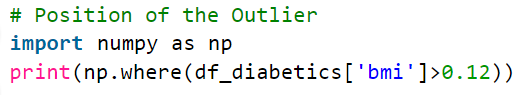 # Position of the Outlier
import numpy as np
print(np.where(df_diabetics['bmi']>0.12))